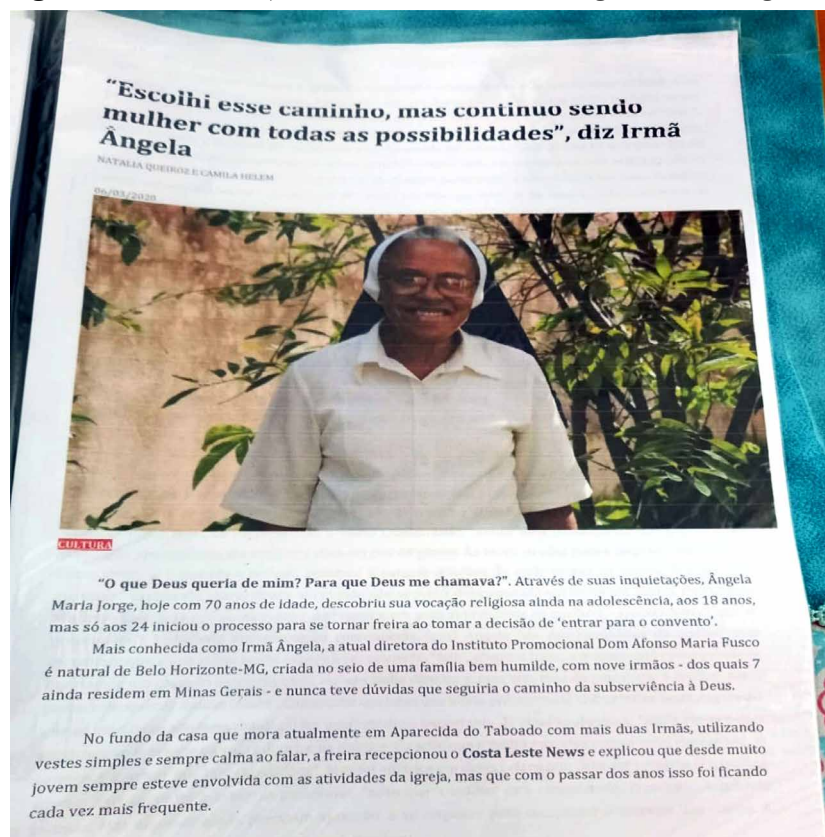 “Escolhi esse caminho, mas continuo sendo
mulher com todas as possibilidades”, diz Irmã
Ângela
NATALIA QUEIROZ E CAMILA HELEM
06/03/2020
CULTURA
“O que Deus queria de mim? Para que Deus me chamava?”. Através de suas inquietações, Ângela
Maria Jorge, hoje com 70 anos de idade, descobriu sua vocação religiosa ainda na adolescência, aos 18 anos,
mas só aos 24 iniciou o processo para se tornar freira ao tomar a decisão de ‘entrar para o convento’.
Mais conhecida como Irmã Ângela, a atual diretora do Instituto Promocional Dom Afonso Maria Fusco
é natural de Belo Horizonte-MG, criada no seio de uma família bem humilde, com nove irmãos - dos quais 7
ainda residem em Minas Gerais - e nunca teve dúvidas que seguiria o caminho da subserviência à Deus.
No fundo da casa que mora atualmente em Aparecida do Taboado com mais duas Irmãs, utilizando
vestes simples e sempre calma ao falar, a freira recepcionou o Costa Leste News e explicou que desde muito
jovem sempre esteve envolvida com as atividades da igreja, mas que com o passar dos anos isso foi ficando
cada vez mais frequente.